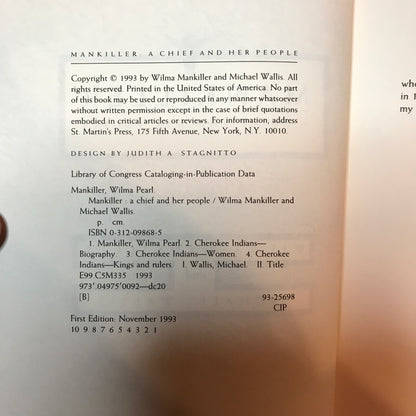 MANKILLER: A CHIEF AND HER PEOPLE
Copyright © 1993 by Wilma Mankiller and Michael Wallis. All
rights reserved. Printed in the United States of America. No part
of this book may be used or reproduced in any manner whatsoever
without written permission except in the case of brief quotations
embodied in critical articles or reviews. For information, address
St. Martin's Press, 175 Fifth Avenue, New York, N.Y. 10010.
DESIGN BY JUDITH A. STAGNITTO
Library of Congress Cataloging-in-Publication Data
Mankiller, Wilma Pearl.
Mankiller : a chief and her people / Wilma Mankiller and
Michael Wallis.
p. cm.
ISBN 0-312-09868-5
1. Mankiller, Wilma Pearl. 2. Cherokee Indians—
Biography. 3. Cherokee Indians—Women. 4. Cherokee
Indians—Kings and rulers. I. Wallis, Michael. II. Title.
E99.C5M335 1993
973'.04975'0092—dc20
[B] 93-25698
CIP
First Edition: November 1993
10 9 8 7 6 5 4 3 2 1
in
my